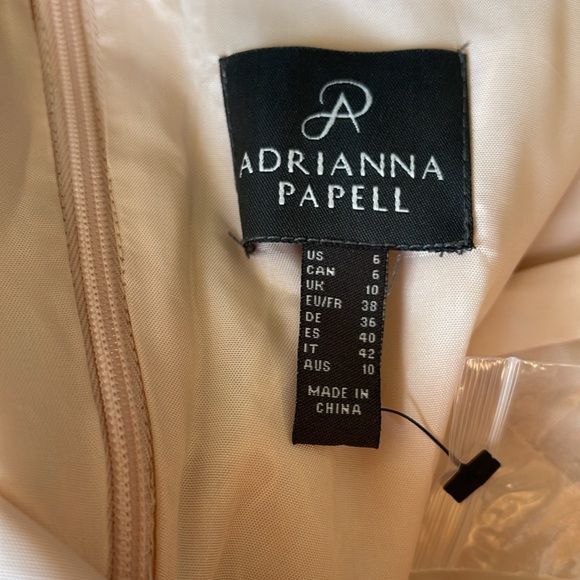 ADRIANNA
PAPELL
US 6
CAN 6
UK 10
EU/FR 38
DE 36
ES 40
IT 42
AUS 10
MADE IN
CHINA